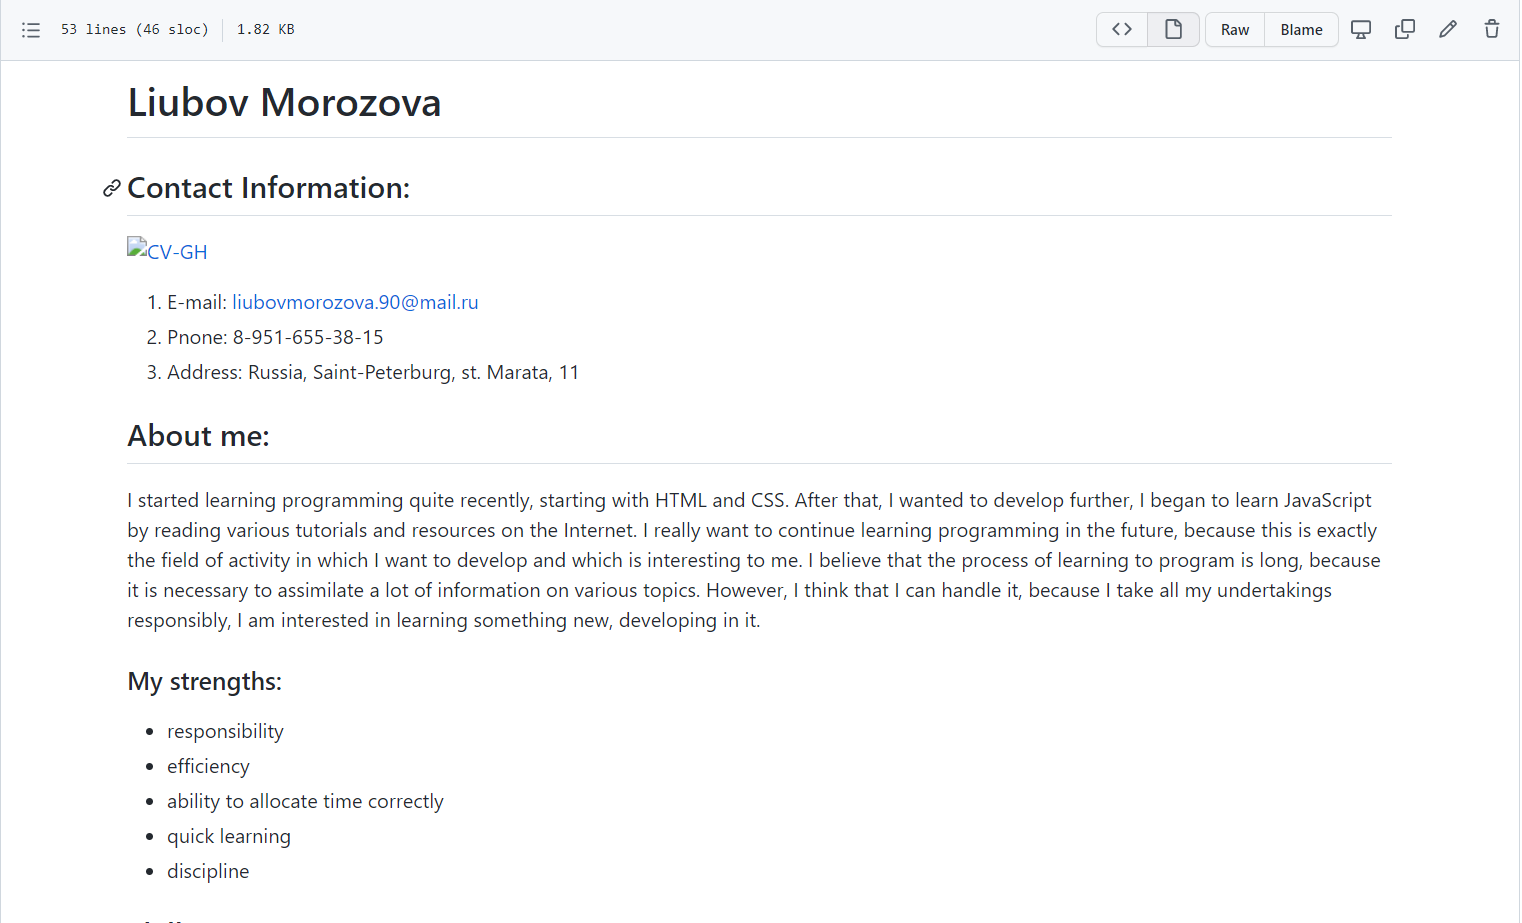 53 lines (46 sloc) 1.82 KB Raw Blame
Liubov Morozova
Contact Information:
CV-GH
1. E-mail: liubovmorozova.90@mail.ru
2. Pnone: 8-951-655-38-15
3. Address: Russia, Saint-Peterburg, st. Marata, 11
About me:
I started learning programming quite recently, starting with HTML and CSS. After that, I wanted to develop further, I began to learn JavaScript
by reading various tutorials and resources on the Internet. I really want to continue learning programming in the future, because this is exactly
the field of activity in which I want to develop and which is interesting to me. I believe that the process of learning to program is long, because
it is necessary to assimilate a lot of information on various topics. However, I think that I can handle it, because I take all my undertakings
responsibly, I am interested in learning something new, developing in it.
My strengths:
• responsibility
• efficiency
• ability to allocate time correctly
• quick learning
• discipline